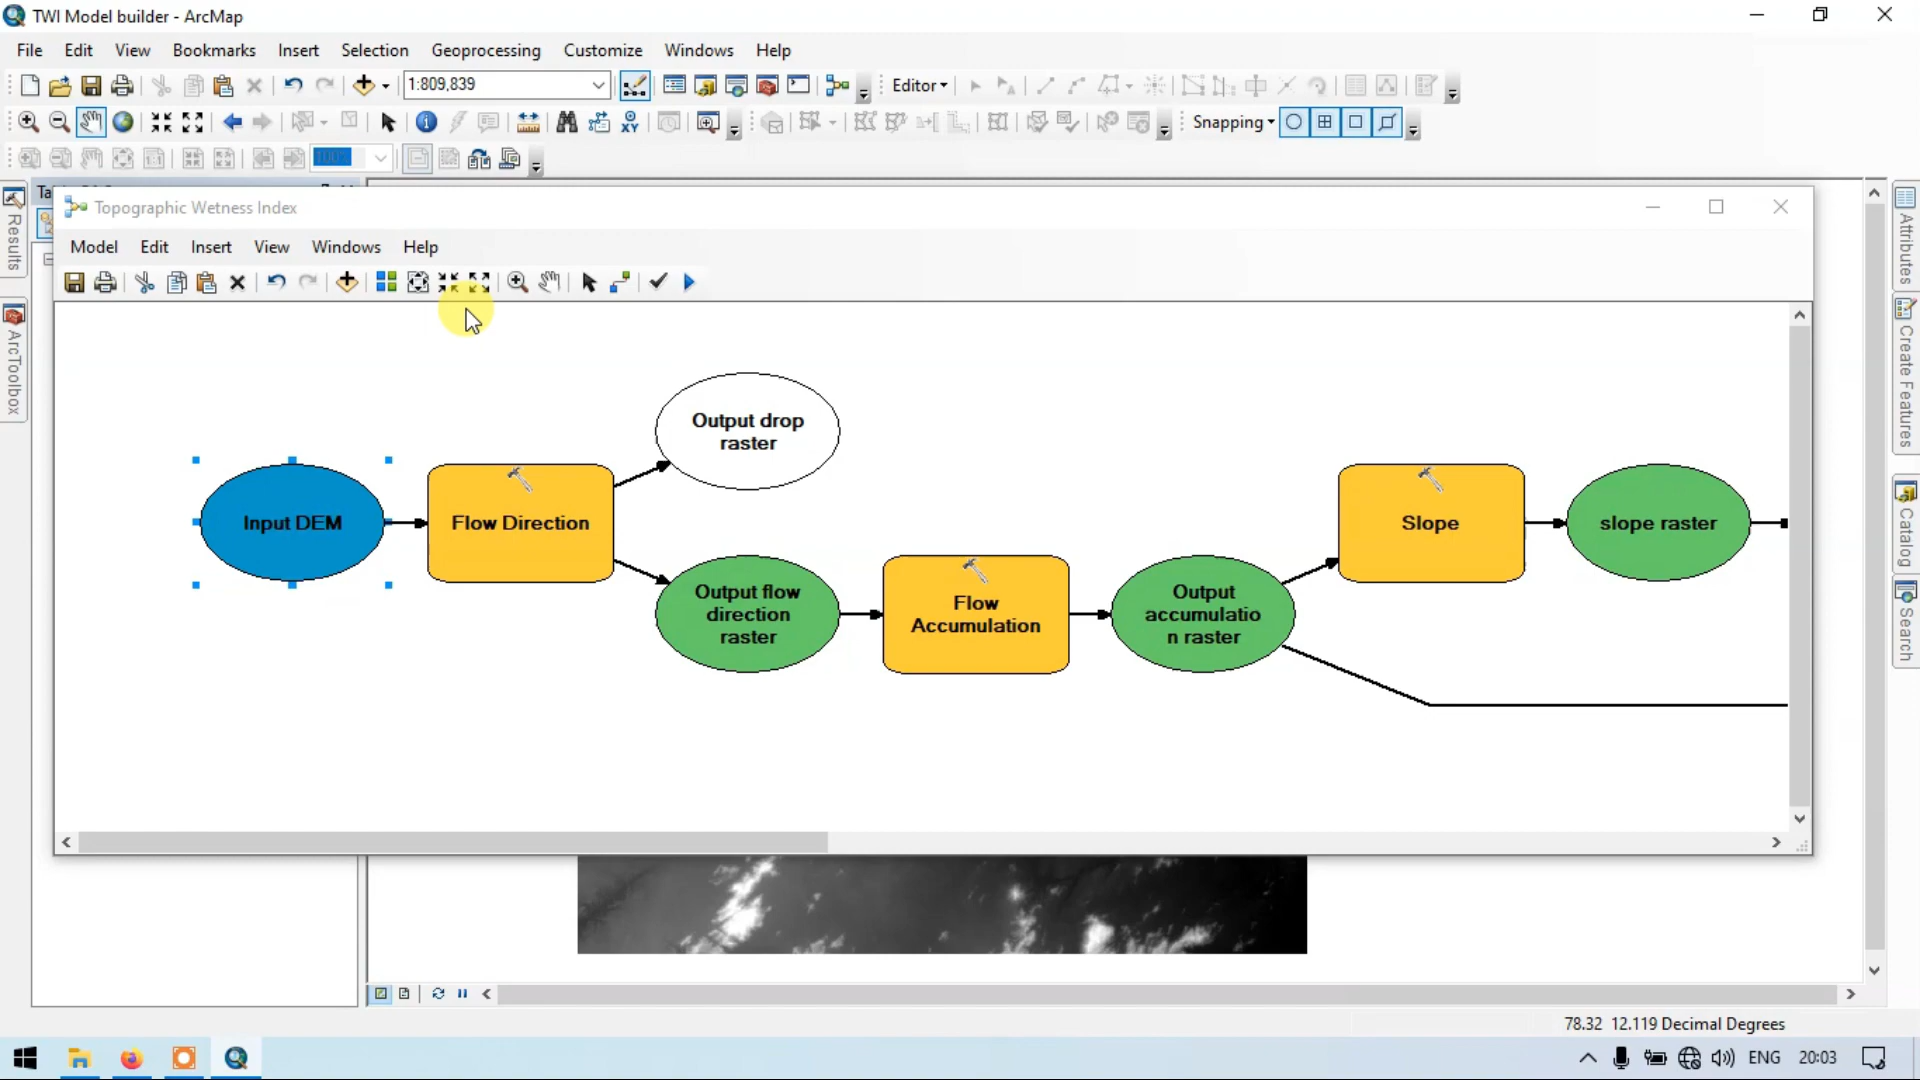 TWI Model builder - ArcMap
File Edit View Bookmarks Insert Selection Geoprocessing Customize Windows Help
1:809,839
Editor
Snapping
100%
Results
ArcToolbox
Ta
Topographic Wetness Index
Model Edit Insert View Windows Help
Output drop
raster
Input DEM
Flow Direction
Slope
slope raster
Output flow
direction
raster
Flow
Accumulation
Output
accumulatio
n raster
Attributes
Create Features
Catalog
Search
78.32 12.119 Decimal Degrees
ENG 20:03